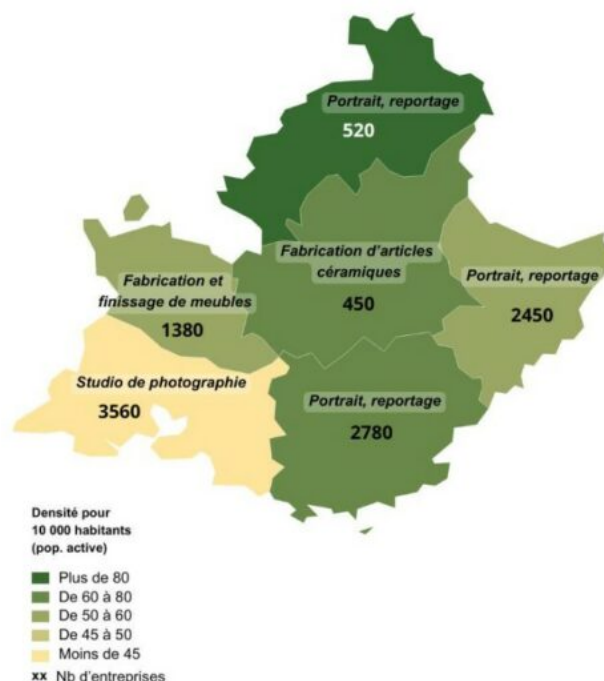 Portrait, reportage
520
Fabrication d'articles
céramiques
450
Portrait, reportage
2450
Fabrication et
finissage de meubles
1380
Studio de photographie
3560
Portrait, reportage
2780
Densité pour
10 000 habitants
(pop. active)
Plus de 80
De 60 à 80
De 50 à 60
De 45 à 50
Moins de 45
xx Nb d'entreprises